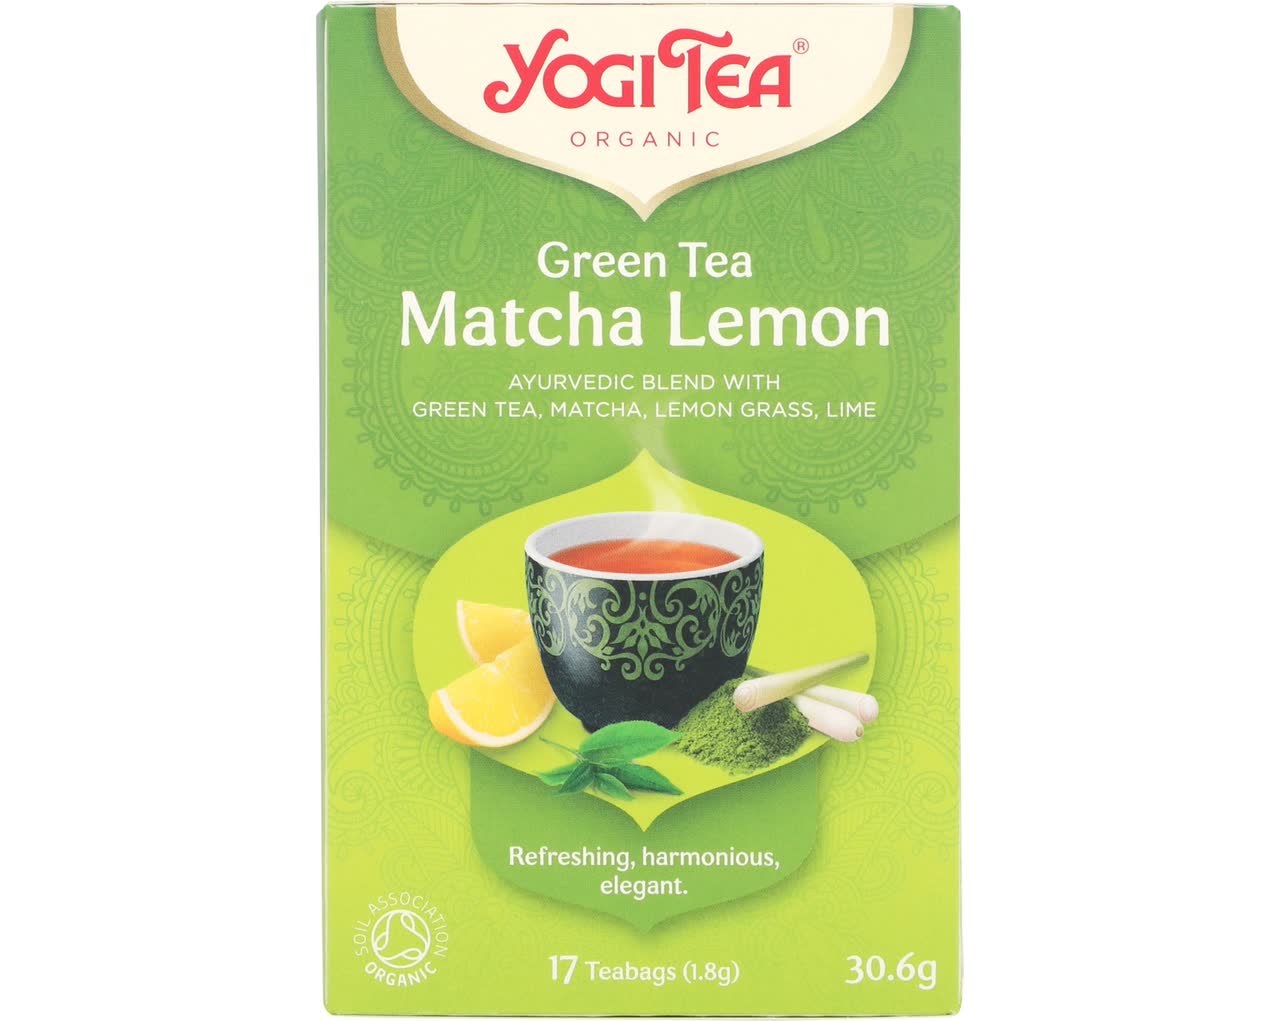 YOGI TEA®
ORGANIC
Green Tea
Matcha Lemon
AYURVEDIC BLEND WITH
GREEN TEA, MATCHA, LEMON GRASS, LIME
Refreshing, harmonious,
elegant.
SOIL ASSOCIATION
ORGANIC
17 Teabags (1.8g)
30.6g